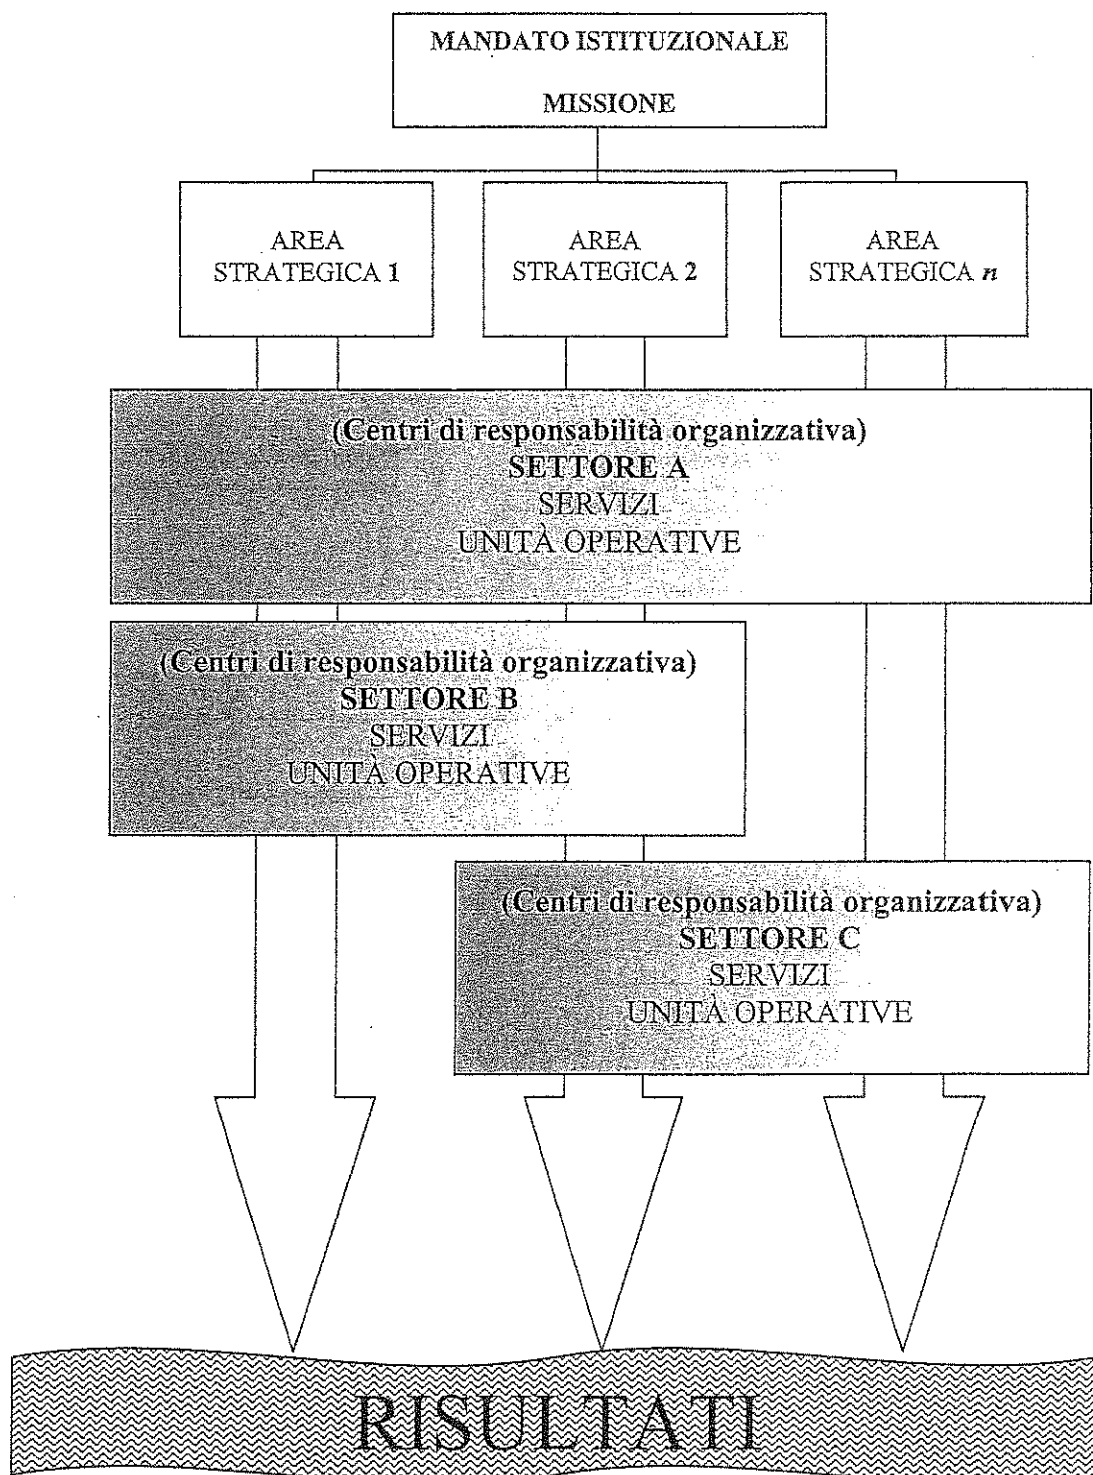 MANDATO ISTITUZIONALE
MISSIONE
AREA
STRATEGICA 1
AREA
STRATEGICA 2
AREA
STRATEGICA n
(Centri di responsabilità organizzativa)
SETTORE A
SERVIZI
UNITÀ OPERATIVE
(Centri di responsabilità organizzativa)
SETTORE B
SERVIZI
UNITÀ OPERATIVE
(Centri di responsabilità organizzativa)
SETTORE C
SERVIZI
UNITÀ OPERATIVE
RISULTATI